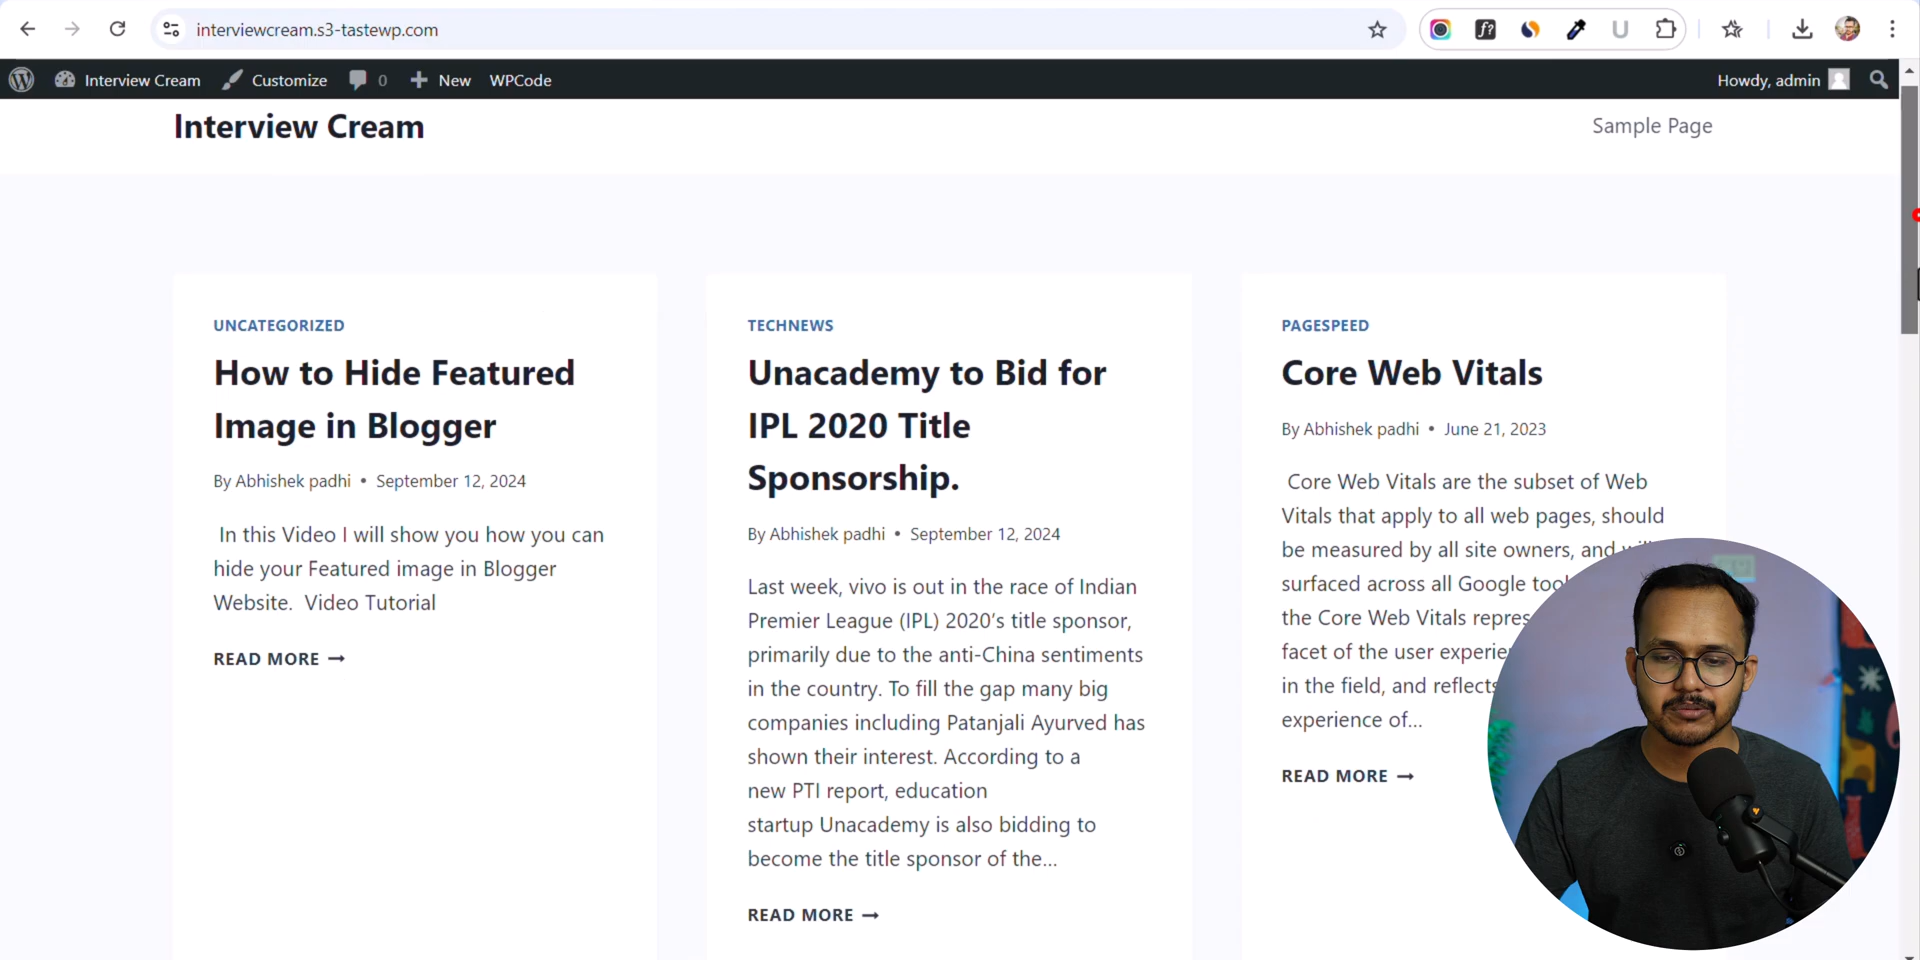 interviewcream.s3-tastewp.com
Interview Cream
Customize
0
New
WPCode
Howdy, admin
Interview Cream
Sample Page
UNCATEGORIZED
How to Hide Featured
Image in Blogger
By Abhishek padhi • September 12, 2024
In this Video I will show you how you can
hide your Featured image in Blogger
Website. Video Tutorial
READ MORE →
TECHNEWS
Unacademy to Bid for
IPL 2020 Title
Sponsorship.
By Abhishek padhi • September 12, 2024
Last week, vivo is out in the race of Indian
Premier League (IPL) 2020’s title sponsor,
primarily due to the anti-China sentiments
in the country. To fill the gap many big
companies including Patanjali Ayurved has
shown their interest. According to a
new PTI report, education
startup Unacademy is also bidding to
become the title sponsor of the...
READ MORE →
PAGESPEED
Core Web Vitals
By Abhishek padhi • June 21, 2023
Core Web Vitals are the subset of Web
Vitals that apply to all web pages, should
be measured by all site owners, and
surfaced across all Google
the Core Web Vitals
facet of the user
in the field, and reflects
experience of...
READ MORE →